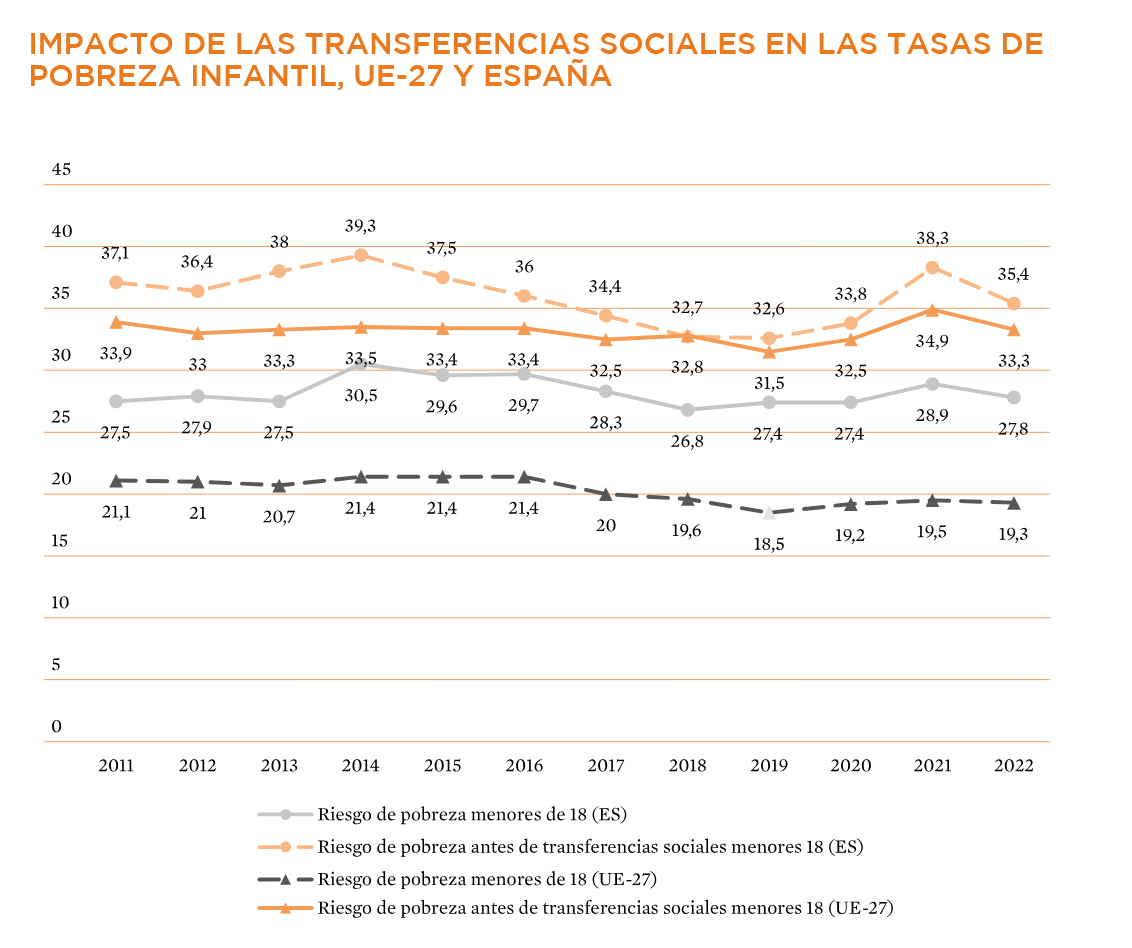 IMPACTO DE LAS TRANSFERENCIAS SOCIALES EN LAS TASAS DE
POBREZA INFANTIL, UE-27 Y ESPAÑA
45
40
35
30
25
20
15
10
5
0
37,1 36,4 38 39,3 37,5 36 34,4 32,7 32,6 33,8 38,3 35,4
33,9 33 33,3 33,5 33,4 33,4 32,5 32,8 31,5 32,5 34,9 33,3
27,5 27,9 27,5 30,5 29,6 29,7 28,3 26,8 27,4 27,4 28,9 27,8
21,1 21 20,7 21,4 21,4 21,4 20 19,6 18,5 19,2 19,5 19,3
2011 2012 2013 2014 2015 2016 2017 2018 2019 2020 2021 2022
Riesgo de pobreza menores de 18 (ES)
Riesgo de pobreza antes de transferencias sociales menores 18 (ES)
Riesgo de pobreza menores de 18 (UE-27)
Riesgo de pobreza antes de transferencias sociales menores 18 (UE-27)